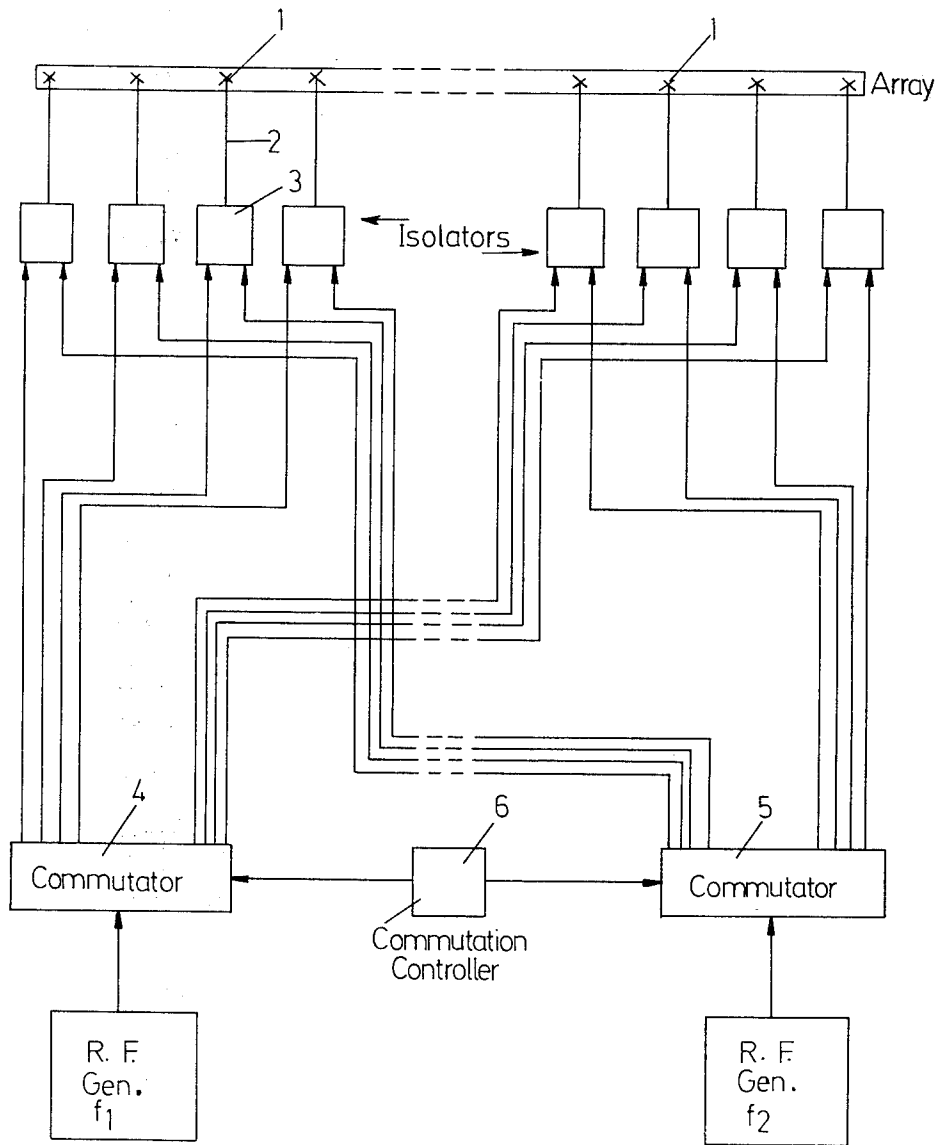 1
1
Array
2
3
Isolators
4
6
5
Commutator
Commutator
Commutation
Controller
R. F.
Gen.
f1
R. F.
Gen.
f2